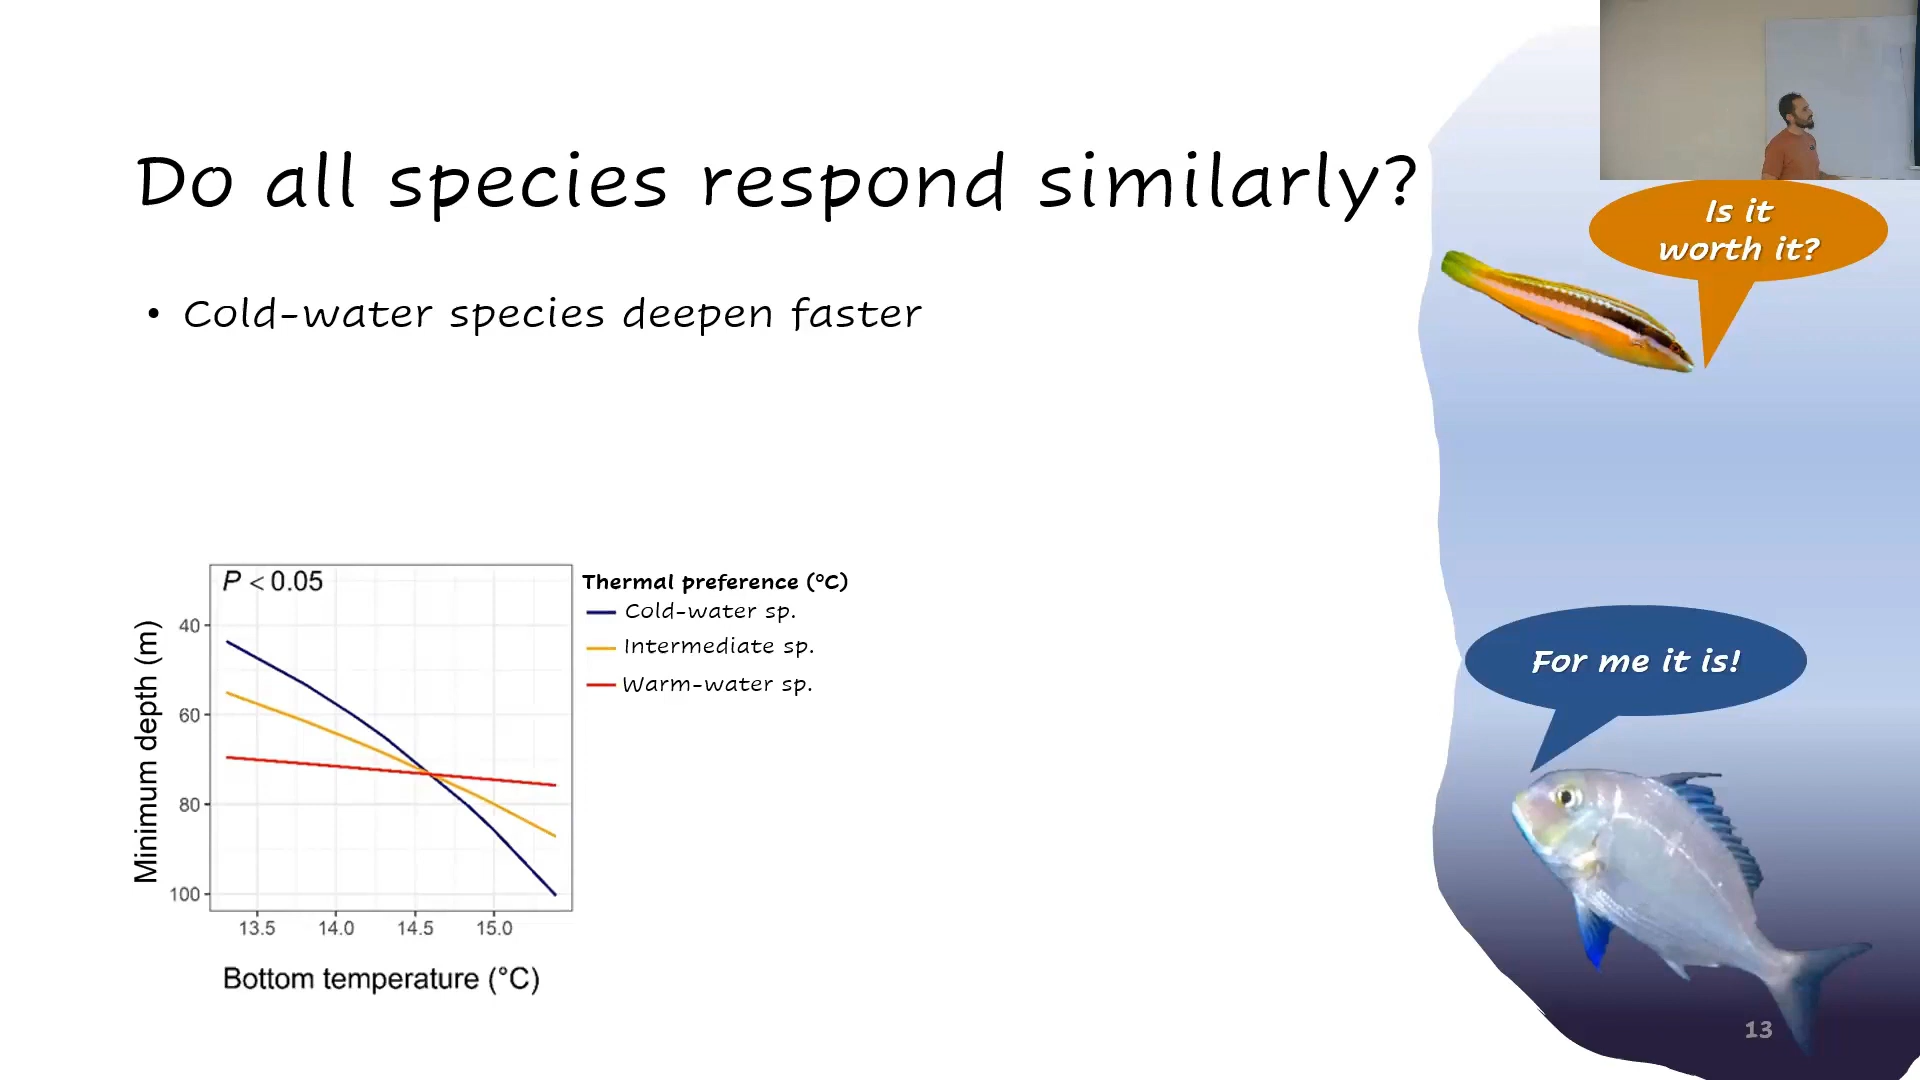 Do all species respond similarly?
• Cold-water species deepen faster
Is it
worth it?
For me it is!
P < 0.05
Minimum depth (m)
40
60
80
100
13.5 14.0 14.5 15.0
Bottom temperature (°C)
Thermal preference (°C)
Cold-water sp.
Intermediate sp.
Warm-water sp.
13